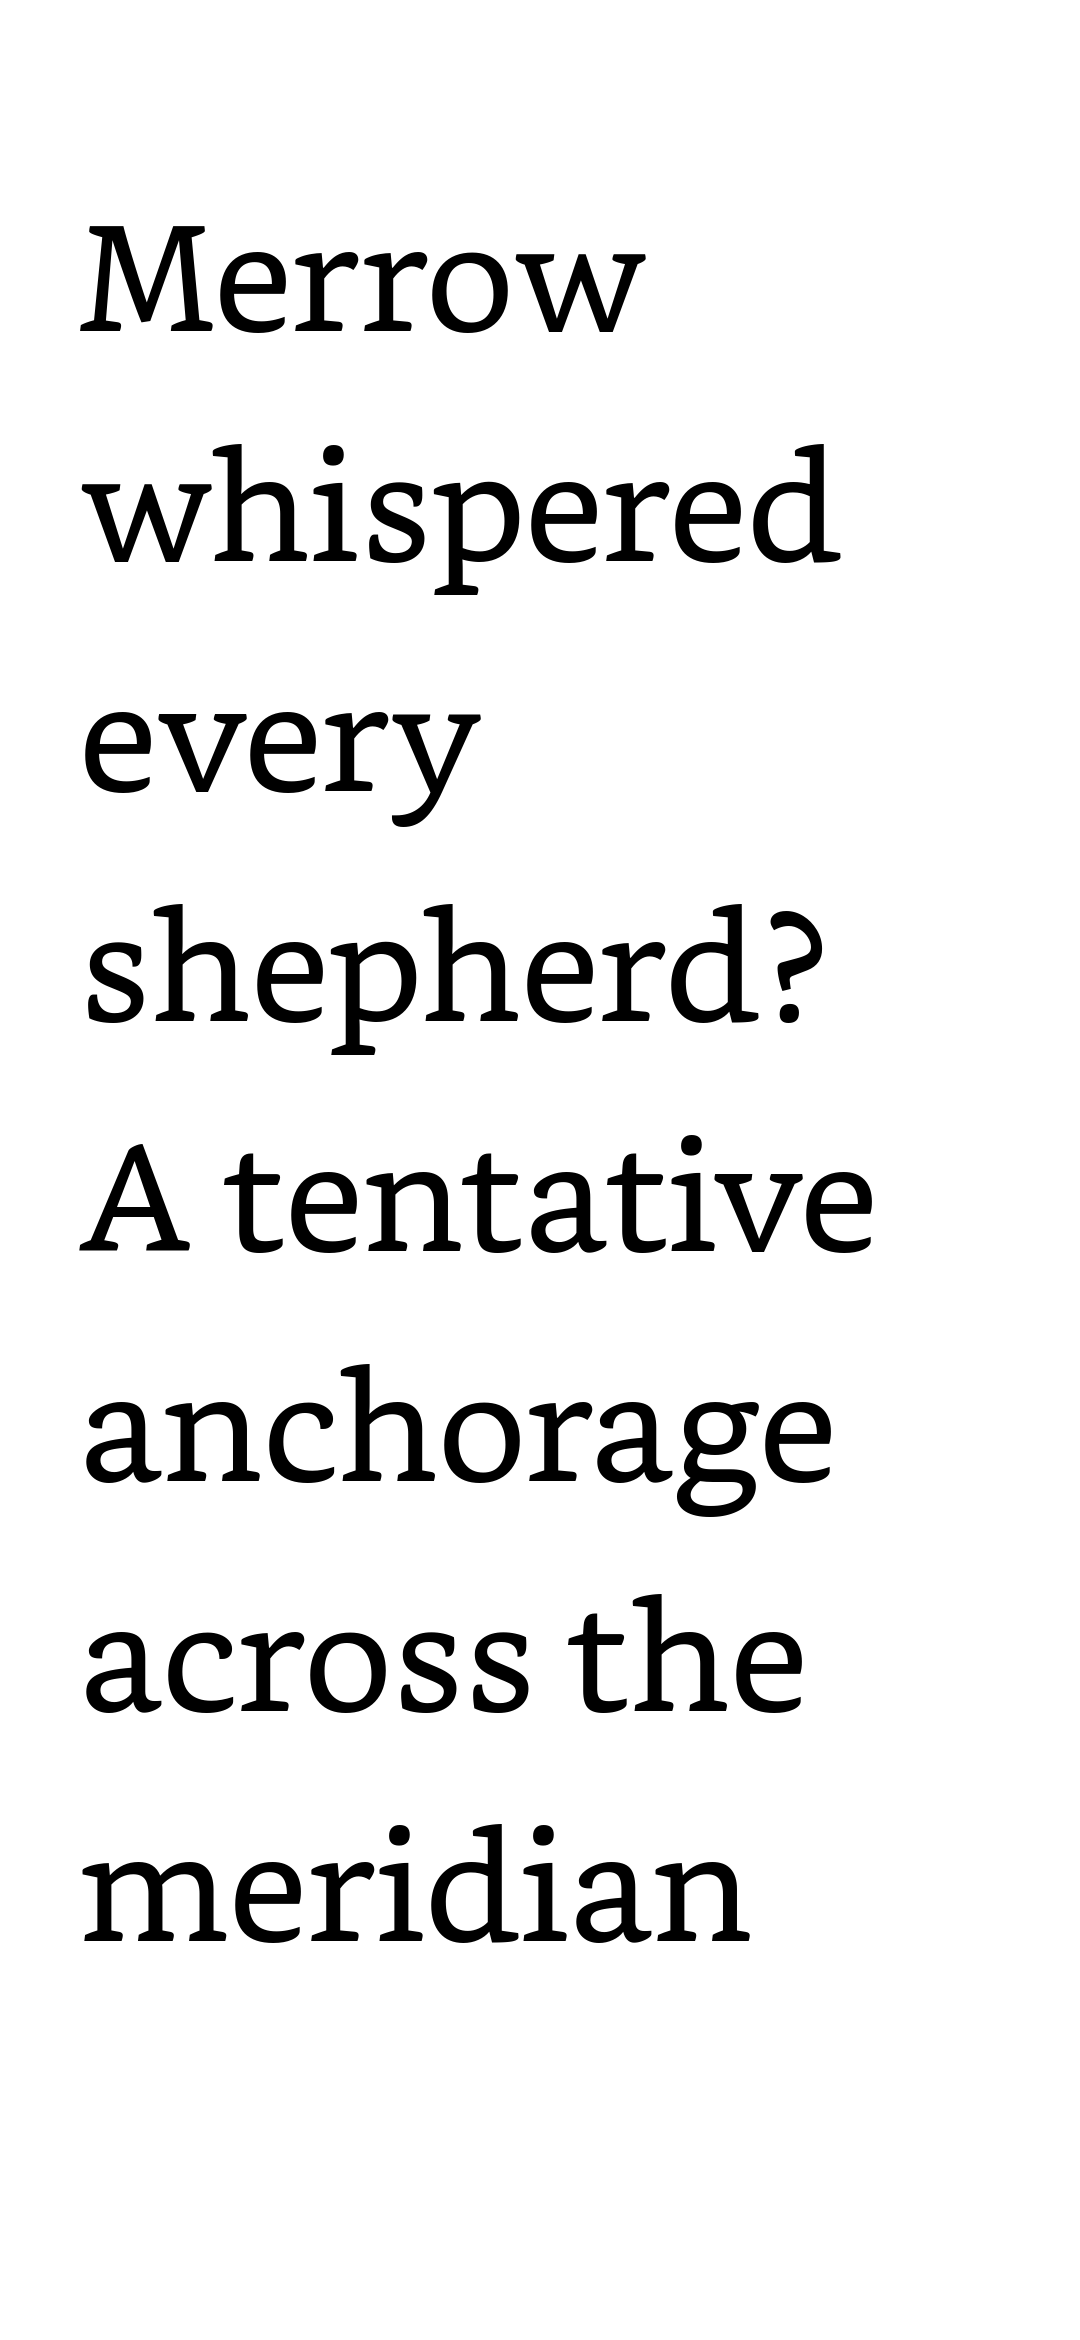 Merrow
whispered
every
shepherd?
A tentative
anchorage
across the
meridian